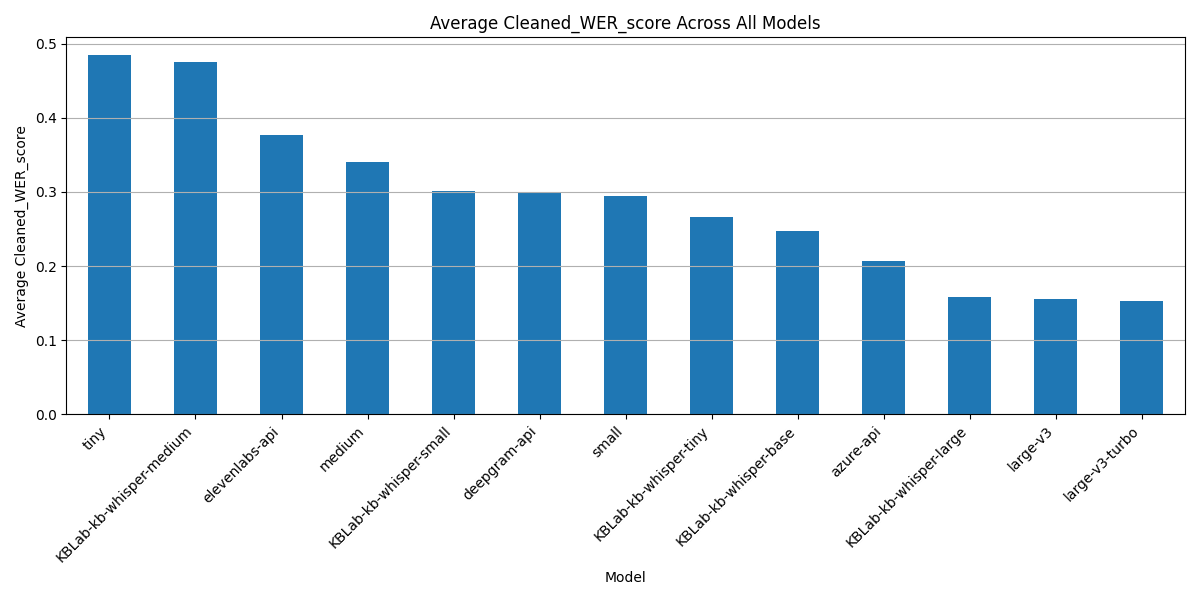 Average Cleaned_WER_score Across All Models
Average Cleaned_WER_score
0.5
0.4
0.3
0.2
0.1
0.0
tiny
KBLab-kb-whisper-medium
elevenlabs-api
medium
KBLab-kb-whisper-small
deepgram-api
small
KBLab-kb-whisper-tiny
KBLab-kb-whisper-base
azure-api
KBLab-kb-whisper-large
large-v3
large-v3-turbo
Model